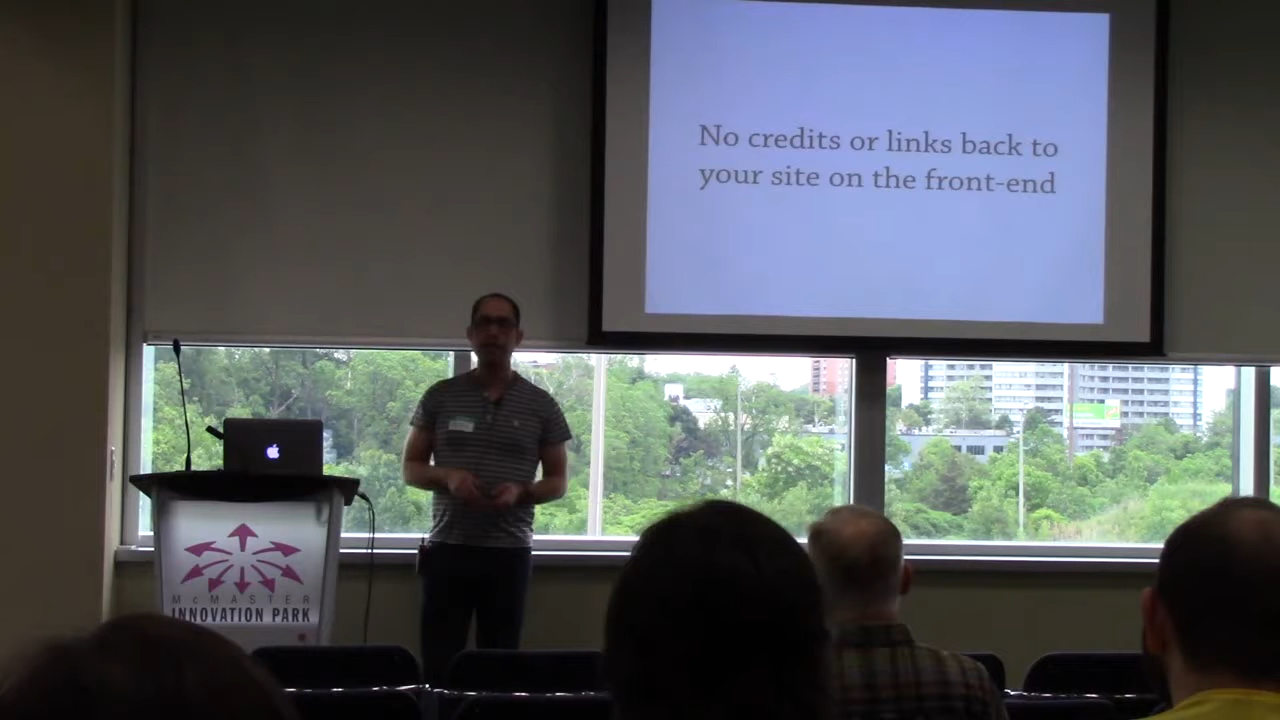 No credits or links back to
your site on the front-end
McMASTER
INNOVATION PARK